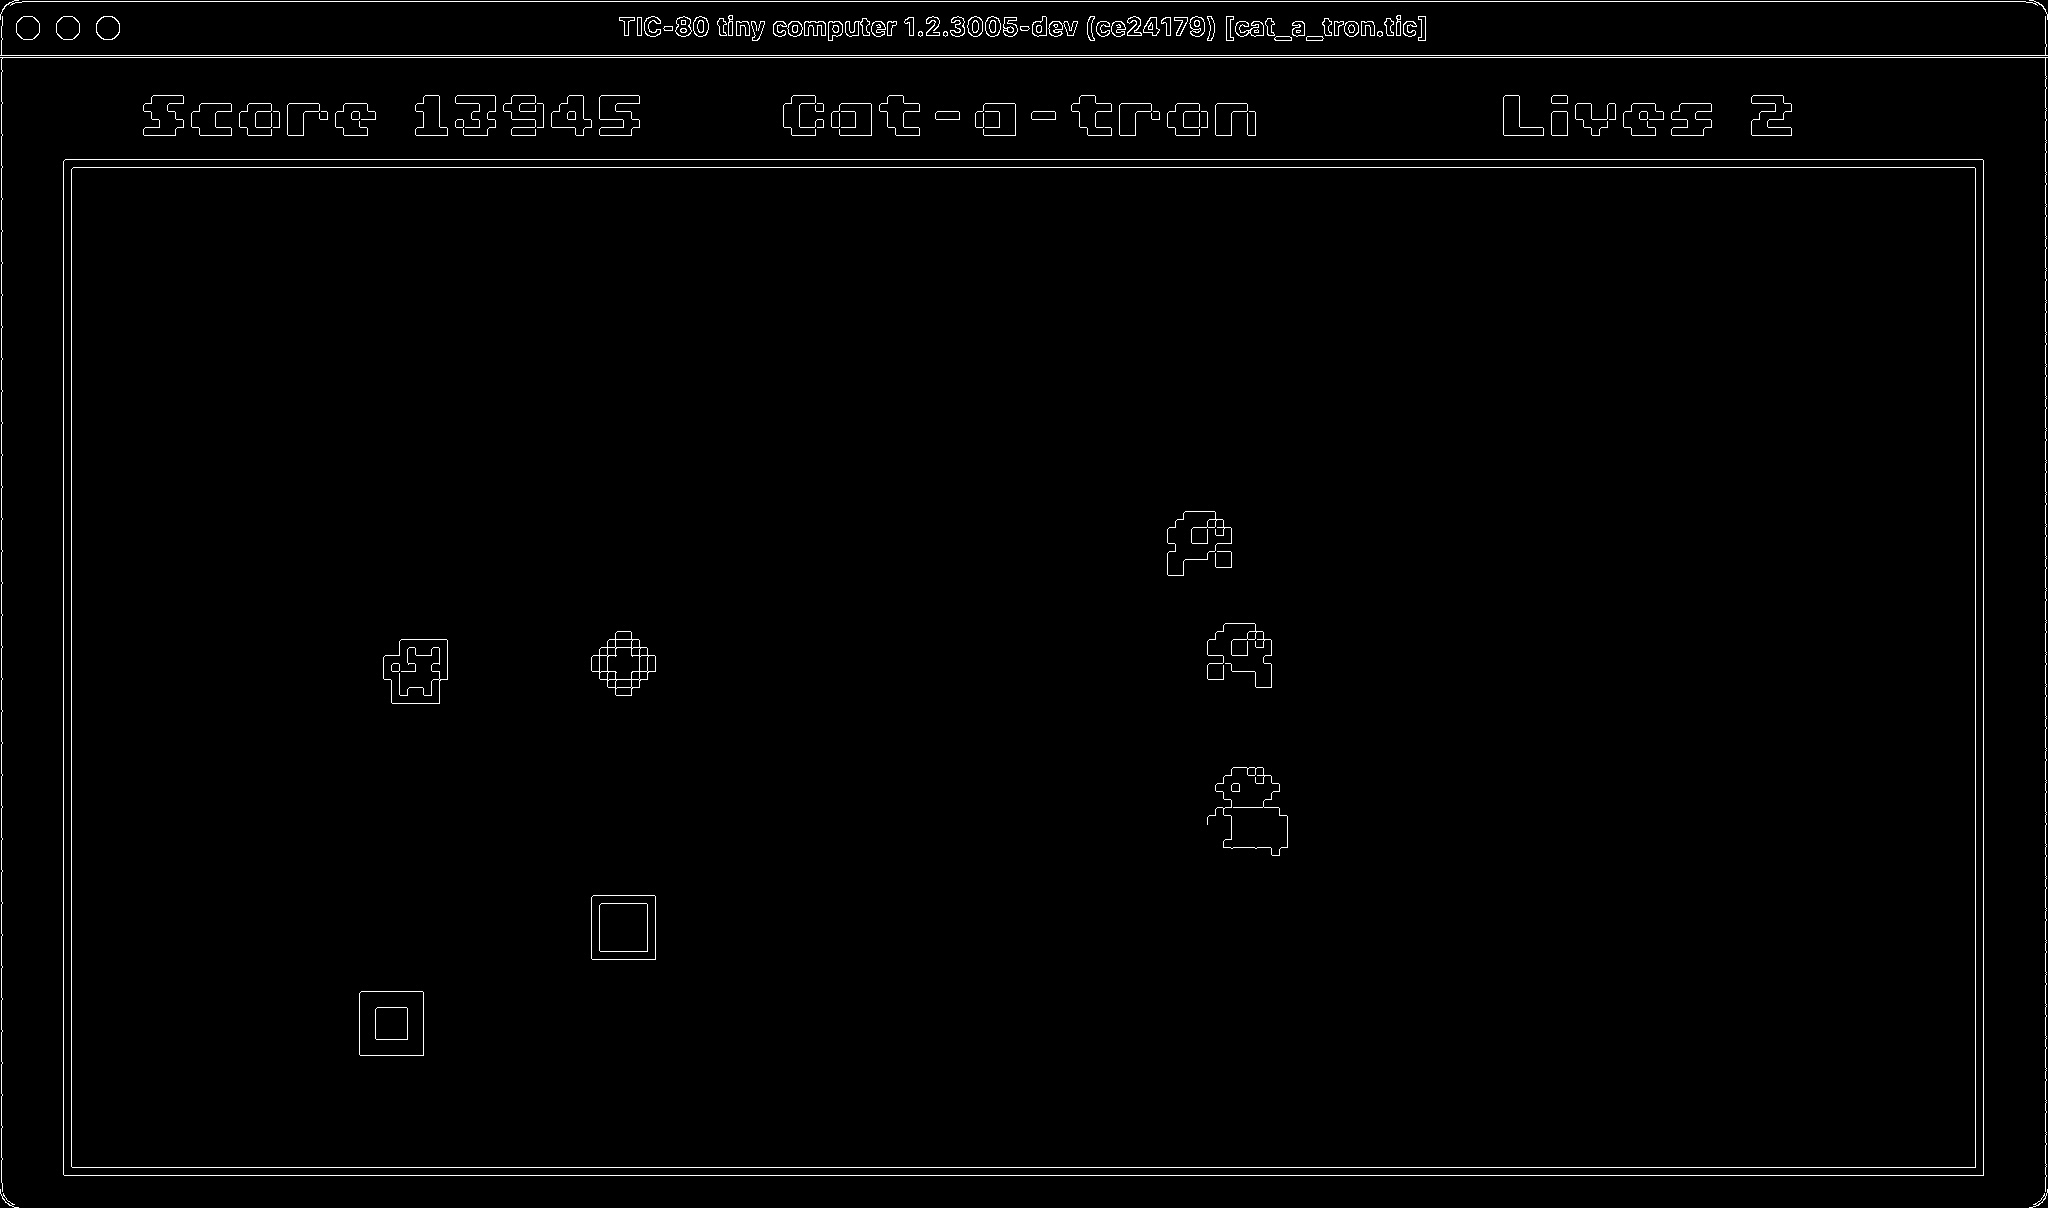 TIC-80 tiny computer 1.2.3005-dev (ce24179) [cat_a_tron.tic]
Score 13945 Cat-a-tron Lives 2